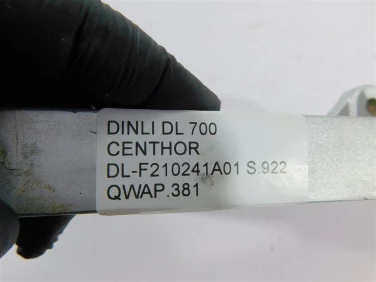 DINLI DL 700
CENTHOR
DL-F210241A01 S.922
QWAP.381